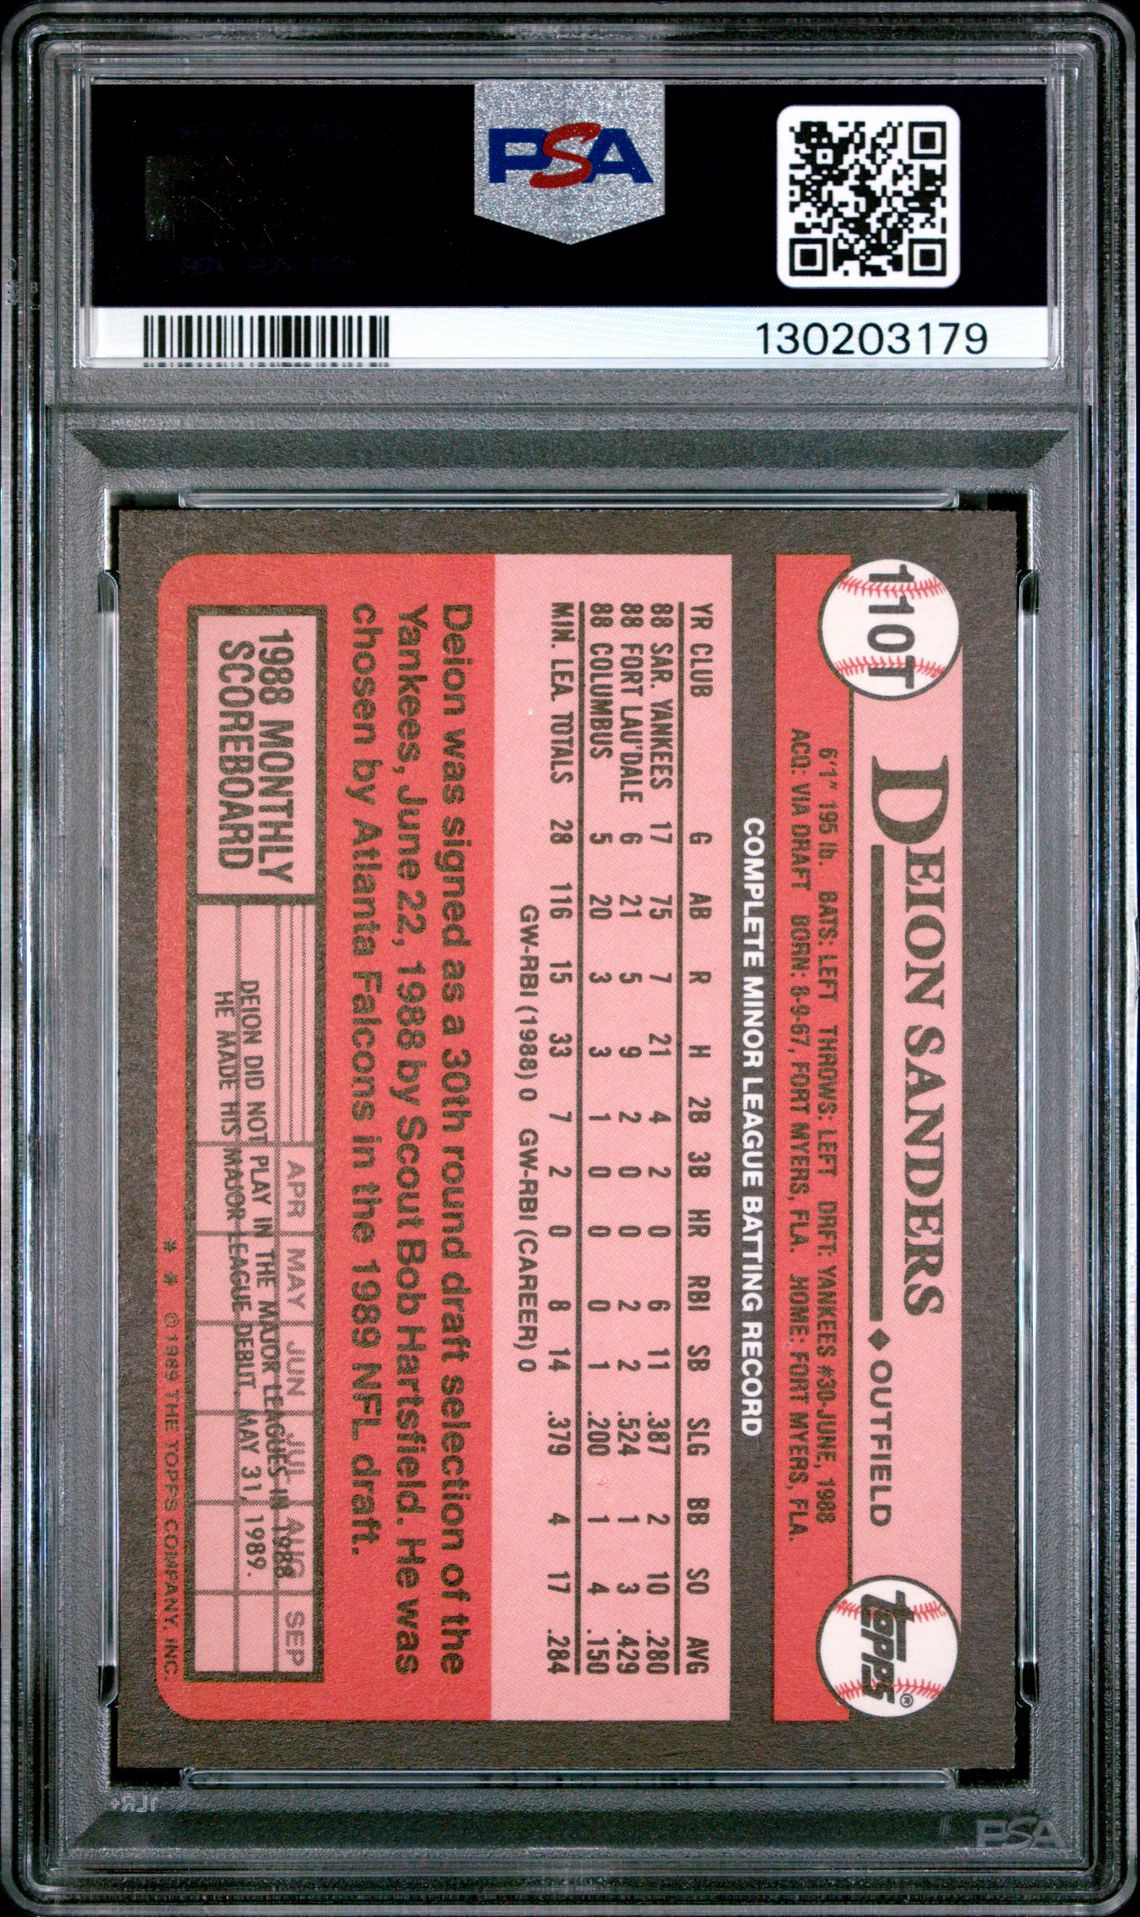 PSA
130203179
110T
DEION SANDERS ♦ OUTFIELD
topps®
6'1" 195 lb. BATS: LEFT THROWS: LEFT DRFT: YANKEES #30-JUNE, 1988
ACQ: VIA DRAFT BORN: 8-9-67, FORT MYERS, FLA. HOME: FORT MYERS, FLA.
COMPLETE MINOR LEAGUE BATTING RECORD
YR CLUB G AB R H 2B 3B HR RBI SB SLG BB SO AVG
88 SAR. YANKEES 17 75 7 21 4 2 0 6 11 .387 2 10 .280
88 FORT LAU'DALE 6 21 5 9 2 0 0 2 2 .524 1 3 .429
88 COLUMBUS 5 20 3 3 1 0 0 0 1 .200 1 4 .150
MIN. LEA. TOTALS 28 116 15 33 7 2 0 8 14 .379 4 17 .284
GW-RBI (1988) 0 GW-RBI (CAREER) 0
Deion was signed as a 30th round draft selection of the
Yankees, June 22, 1988 by Scout Bob Hartsfield. He was
chosen by Atlanta Falcons in the 1989 NFL draft.
1988 MONTHLY
SCOREBOARD
APR MAY JUN JUL AUG SEP
DEION DID NOT PLAY IN THE MAJOR LEAGUES IN 1988
HE MADE HIS MAJOR LEAGUE DEBUT, MAY 31, 1989.
* * © 1989 THE TOPPS COMPANY, INC.
1LR+
PSA